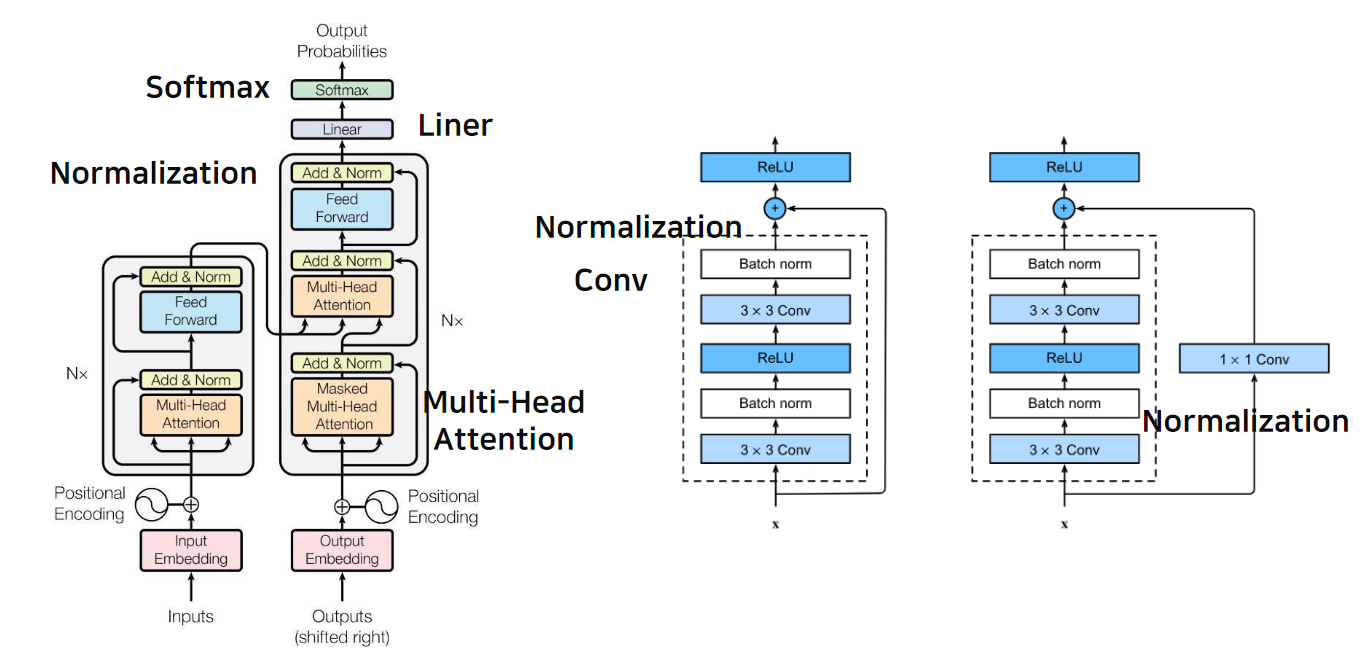 Output
Probabilities
Softmax
Softmax
Linear
Liner
Normalization
Add & Norm
Feed
Forward
Add & Norm
Multi-Head
Attention
Nx
Add & Norm
Masked
Multi-Head
Attention
Multi-Head
Attention
Add & Norm
Feed
Forward
Nx
Add & Norm
Multi-Head
Attention
Positional
Encoding
Positional
Encoding
Input
Embedding
Output
Embedding
Inputs
Outputs
(shifted right)
ReLU
+
Normalization
Conv
Batch norm
3 × 3 Conv
ReLU
Batch norm
3 × 3 Conv
x
ReLU
+
Batch norm
3 × 3 Conv
ReLU
1 × 1 Conv
Batch norm
Normalization
3 × 3 Conv
x